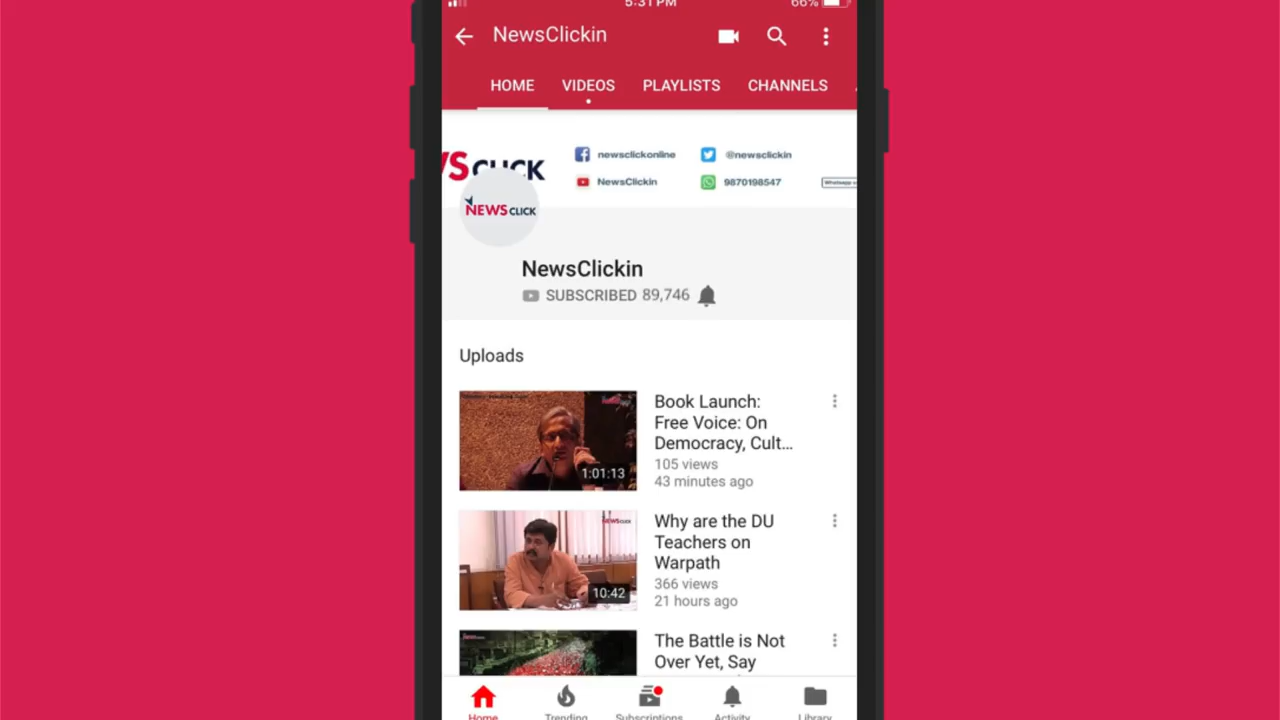 5:31 PM
66%
NewsClickin
HOME VIDEOS PLAYLISTS CHANNELS
S CLICK
newsclickonline @newsclickin
NewsClickin 9870198547
NEWS CLICK
NewsClickin
SUBSCRIBED 89,746
Uploads
Book Launch:
Free Voice: On
Democracy, Cult...
105 views
43 minutes ago
1:01:13
NEWSCLICK
Why are the DU
Teachers on
Warpath
366 views
21 hours ago
10:42
The Battle is Not
Over Yet, Say
Home Trending Subscriptions Activity Library